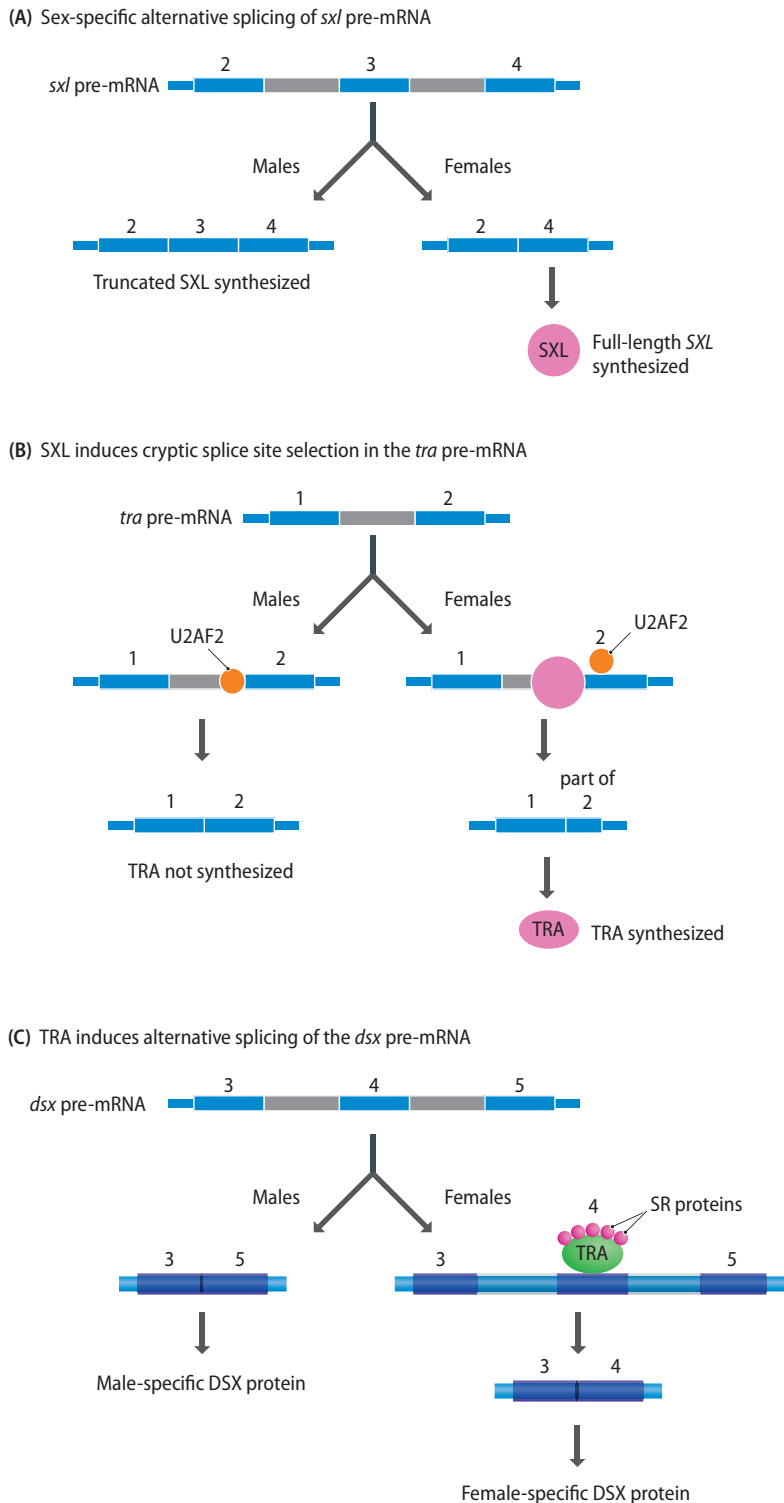 (A) Sex-specific alternative splicing of sxl pre-mRNA
2 3 4
sxl pre-mRNA
Males Females
2 3 4 2 4
Truncated SXL synthesized
SXL Full-length SXL
synthesized
(B) SXL induces cryptic splice site selection in the tra pre-mRNA
1 2
tra pre-mRNA
Males Females
U2AF2 U2AF2
1 2 1 2
part of
1 2 1 2
TRA not synthesized
TRA TRA synthesized
(C) TRA induces alternative splicing of the dsx pre-mRNA
3 4 5
dsx pre-mRNA
Males Females
4 SR proteins
TRA
3 5 3 5
Male-specific DSX protein
3 4
Female-specific DSX protein